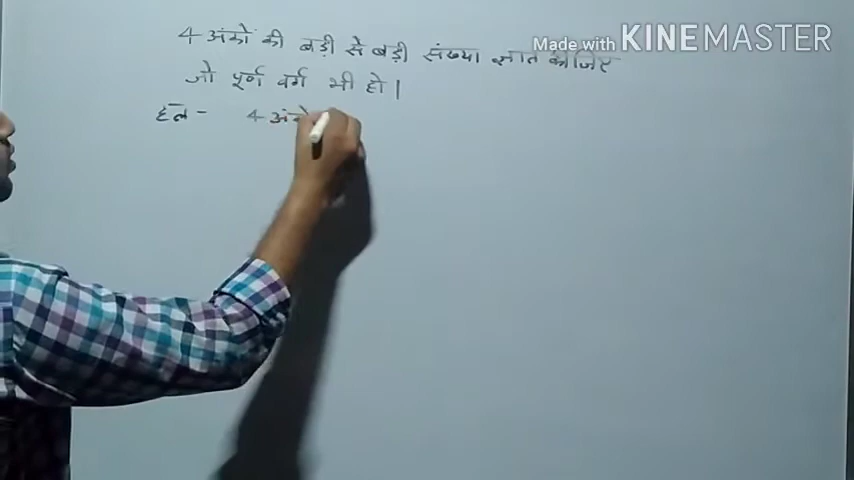 4 अंको की बड़ी से बड़ी संख्या ज्ञात कीजिए
जो पूर्ण वर्ग भी हो।
हल - 4 अंको
Made with KINEMASTER